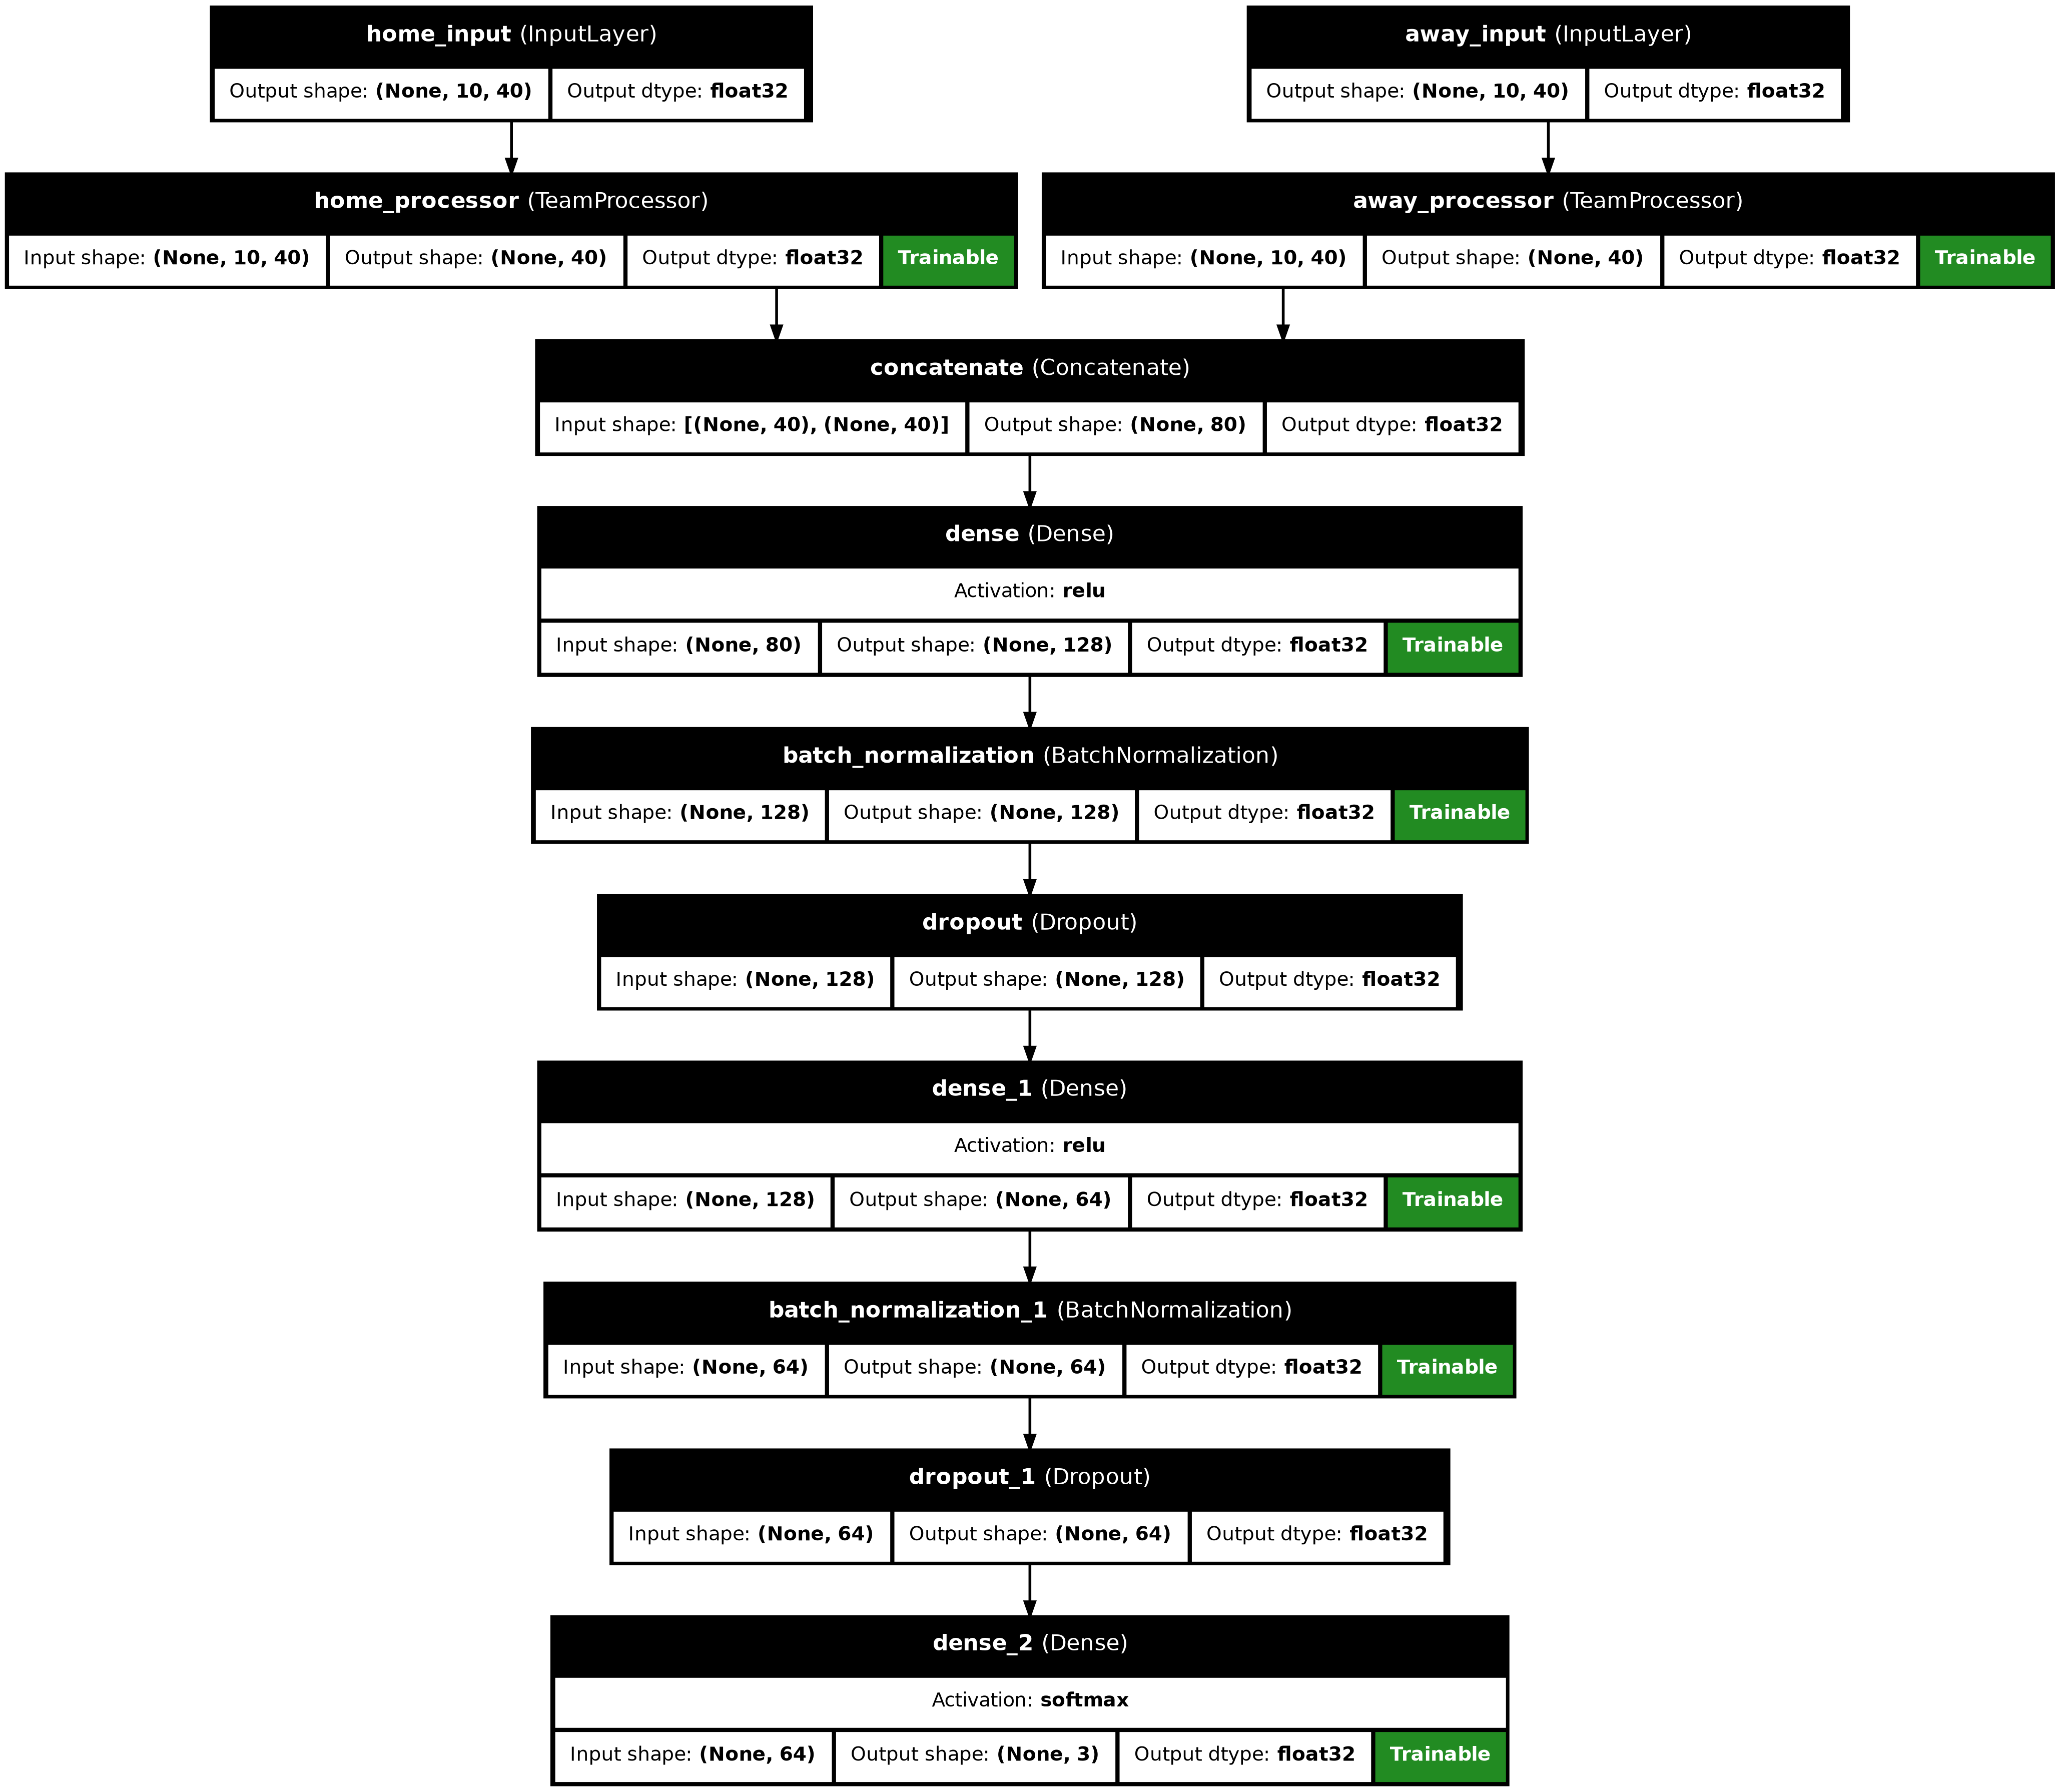 home_input (InputLayer)
away_input (InputLayer)
Output shape: (None, 10, 40) Output dtype: float32
Output shape: (None, 10, 40) Output dtype: float32
home_processor (TeamProcessor)
away_processor (TeamProcessor)
Input shape: (None, 10, 40) Output shape: (None, 40) Output dtype: float32 Trainable
Input shape: (None, 10, 40) Output shape: (None, 40) Output dtype: float32 Trainable
concatenate (Concatenate)
Input shape: [(None, 40), (None, 40)] Output shape: (None, 80) Output dtype: float32
dense (Dense)
Activation: relu
Input shape: (None, 80) Output shape: (None, 128) Output dtype: float32 Trainable
batch_normalization (BatchNormalization)
Input shape: (None, 128) Output shape: (None, 128) Output dtype: float32 Trainable
dropout (Dropout)
Input shape: (None, 128) Output shape: (None, 128) Output dtype: float32
dense_1 (Dense)
Activation: relu
Input shape: (None, 128) Output shape: (None, 64) Output dtype: float32 Trainable
batch_normalization_1 (BatchNormalization)
Input shape: (None, 64) Output shape: (None, 64) Output dtype: float32 Trainable
dropout_1 (Dropout)
Input shape: (None, 64) Output shape: (None, 64) Output dtype: float32
dense_2 (Dense)
Activation: softmax
Input shape: (None, 64) Output shape: (None, 3) Output dtype: float32 Trainable